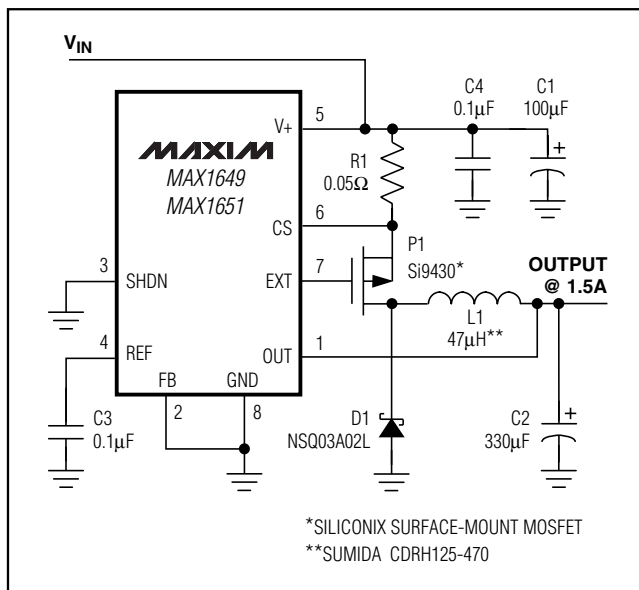 V_IN
MAXIM
MAX1649
MAX1651
V+
5
CS
6
EXT
7
OUT
1
3
SHDN
4
REF
FB
2
GND
8
C3
0.1µF
R1
0.05Ω
C4
0.1µF
C1
100µF
+
P1
Si9430*
OUTPUT
@ 1.5A
L1
47µH**
D1
NSQ03A02L
C2
330µF
+
*SILICONIX SURFACE-MOUNT MOSFET
**SUMIDA CDRH125-470